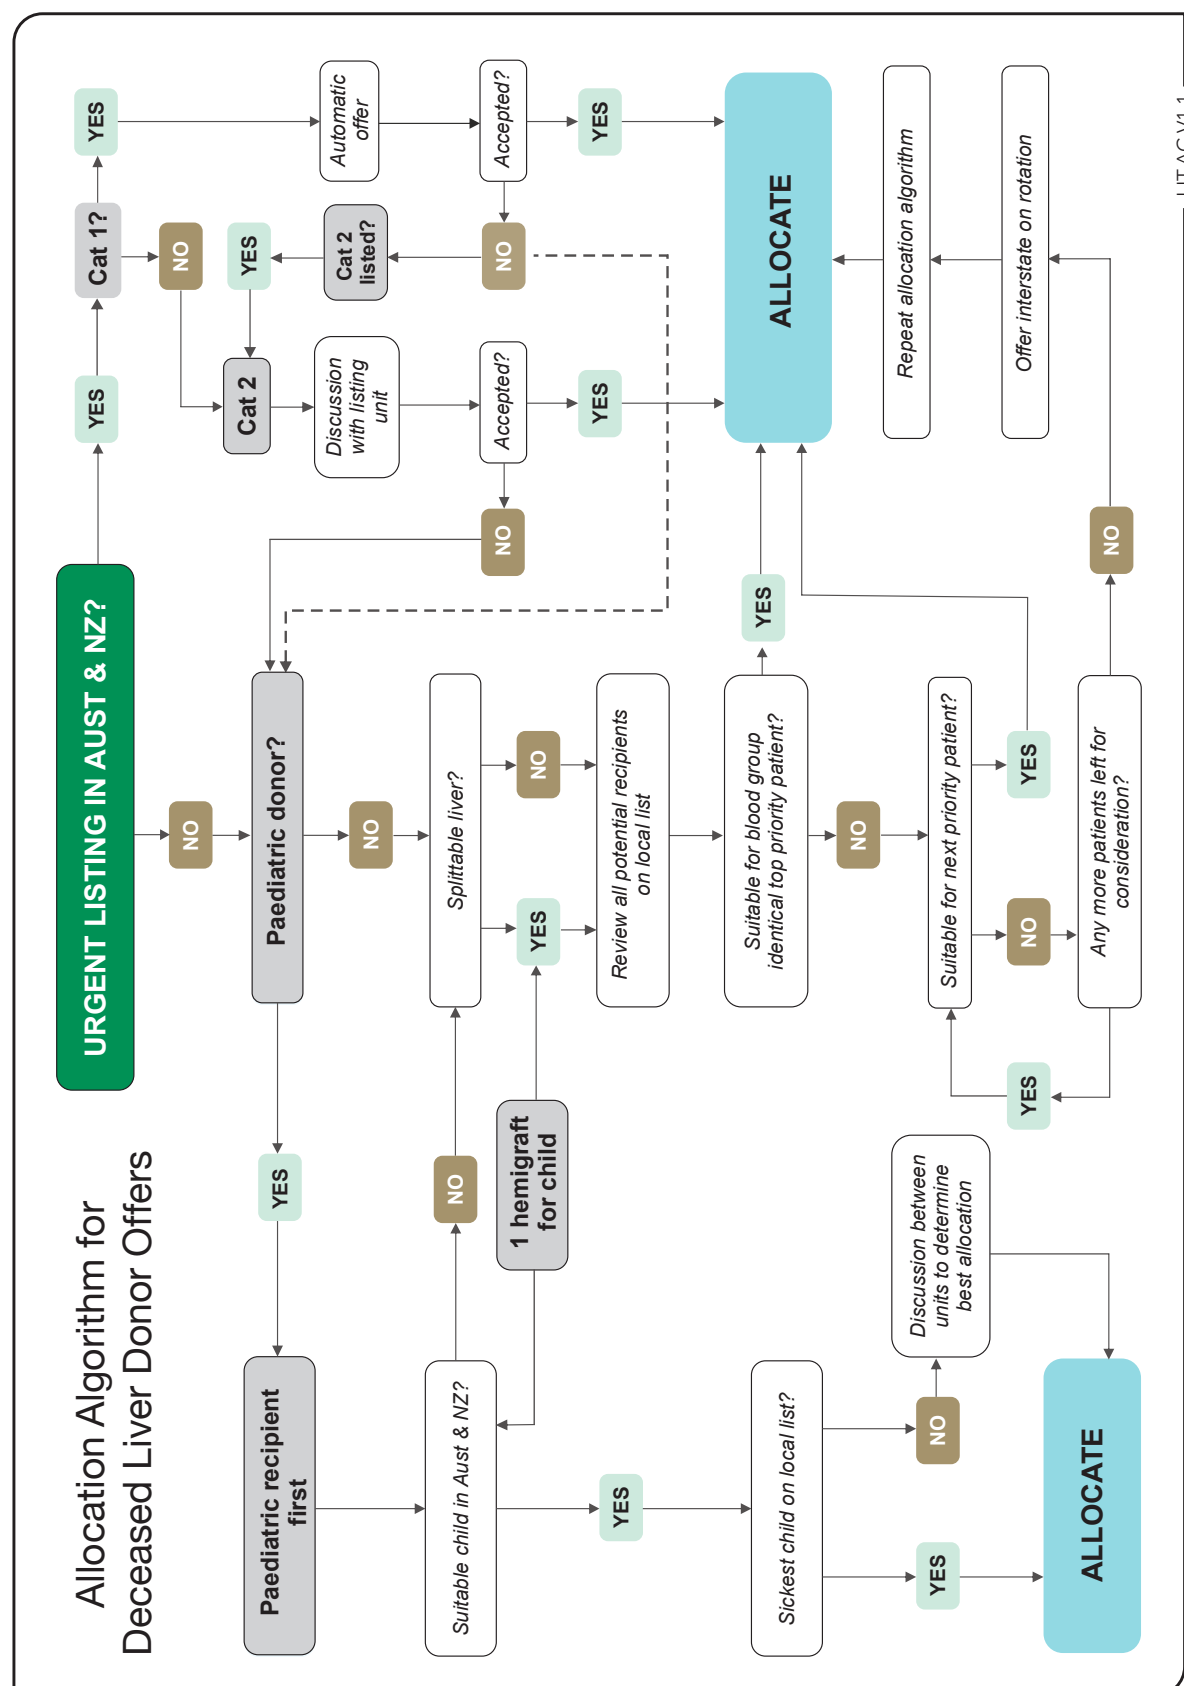 Allocation Algorithm for
Deceased Liver Donor Offers
URGENT LISTING IN AUST & NZ?
YES
Cat 1?
YES
NO
NO
Automatic
offer
Accepted?
YES
NO
Cat 2
listed?
YES
Cat 2
Discussion
with listing
unit
Accepted?
YES
NO
ALLOCATE
Paediatric donor?
YES
NO
Paediatric recipient
first
Suitable child in Aust & NZ?
NO
YES
1 hemigraft
for child
Splittable liver?
YES
NO
Review all potential recipients
on local list
Suitable for blood group
identical top priority patient?
YES
NO
Suitable for next priority patient?
YES
NO
Any more patients left for
consideration?
YES
NO
Offer interstate on rotation
Repeat allocation algorithm
Sickest child on local list?
YES
NO
Discussion between
units to determine
best allocation
ALLOCATE